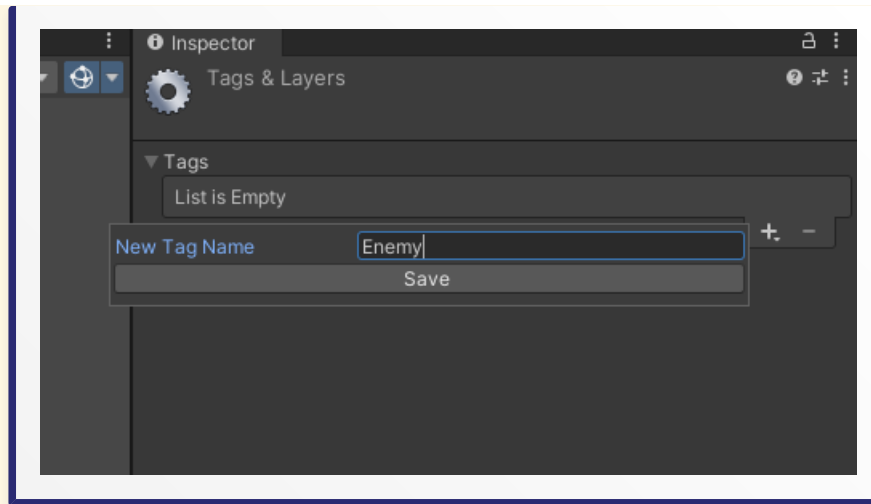 Inspector
Tags & Layers
Tags
List is Empty
New Tag Name Enemy
Save